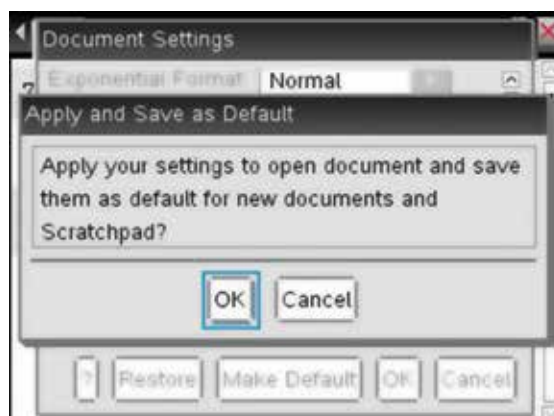 Document Settings
Exponential Format Normal
Apply and Save as Default
Apply your settings to open document and save
them as default for new documents and
Scratchpad?
OK Cancel
? Restore Make Default OK Cancel